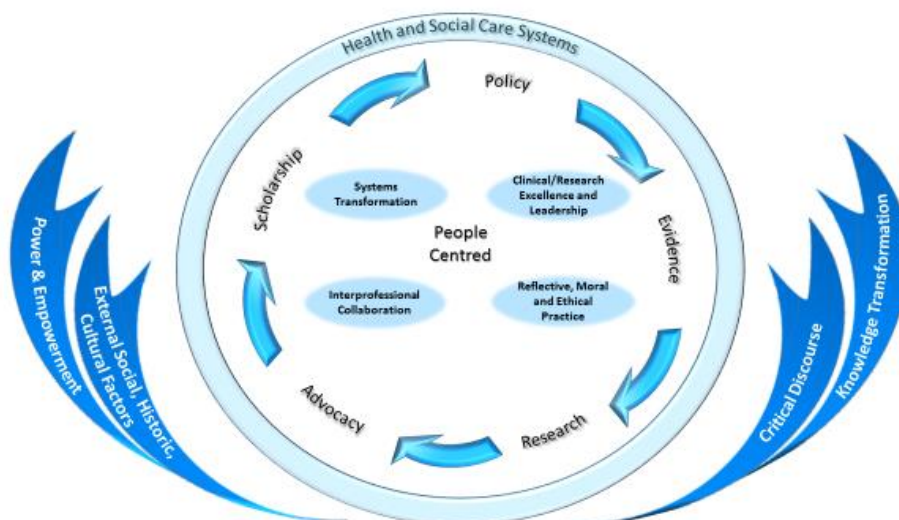 Health and Social Care Systems
Policy
Scholarship
Systems
Transformation
Clinical/Research
Excellence and
Leadership
Evidence
People
Centred
Interprofessional
Collaboration
Reflective, Moral
and Ethical
Practice
Advocacy
Research
Power & Empowerment
External Social, Historic,
Cultural Factors
Critical Discourse
Knowledge Transformation